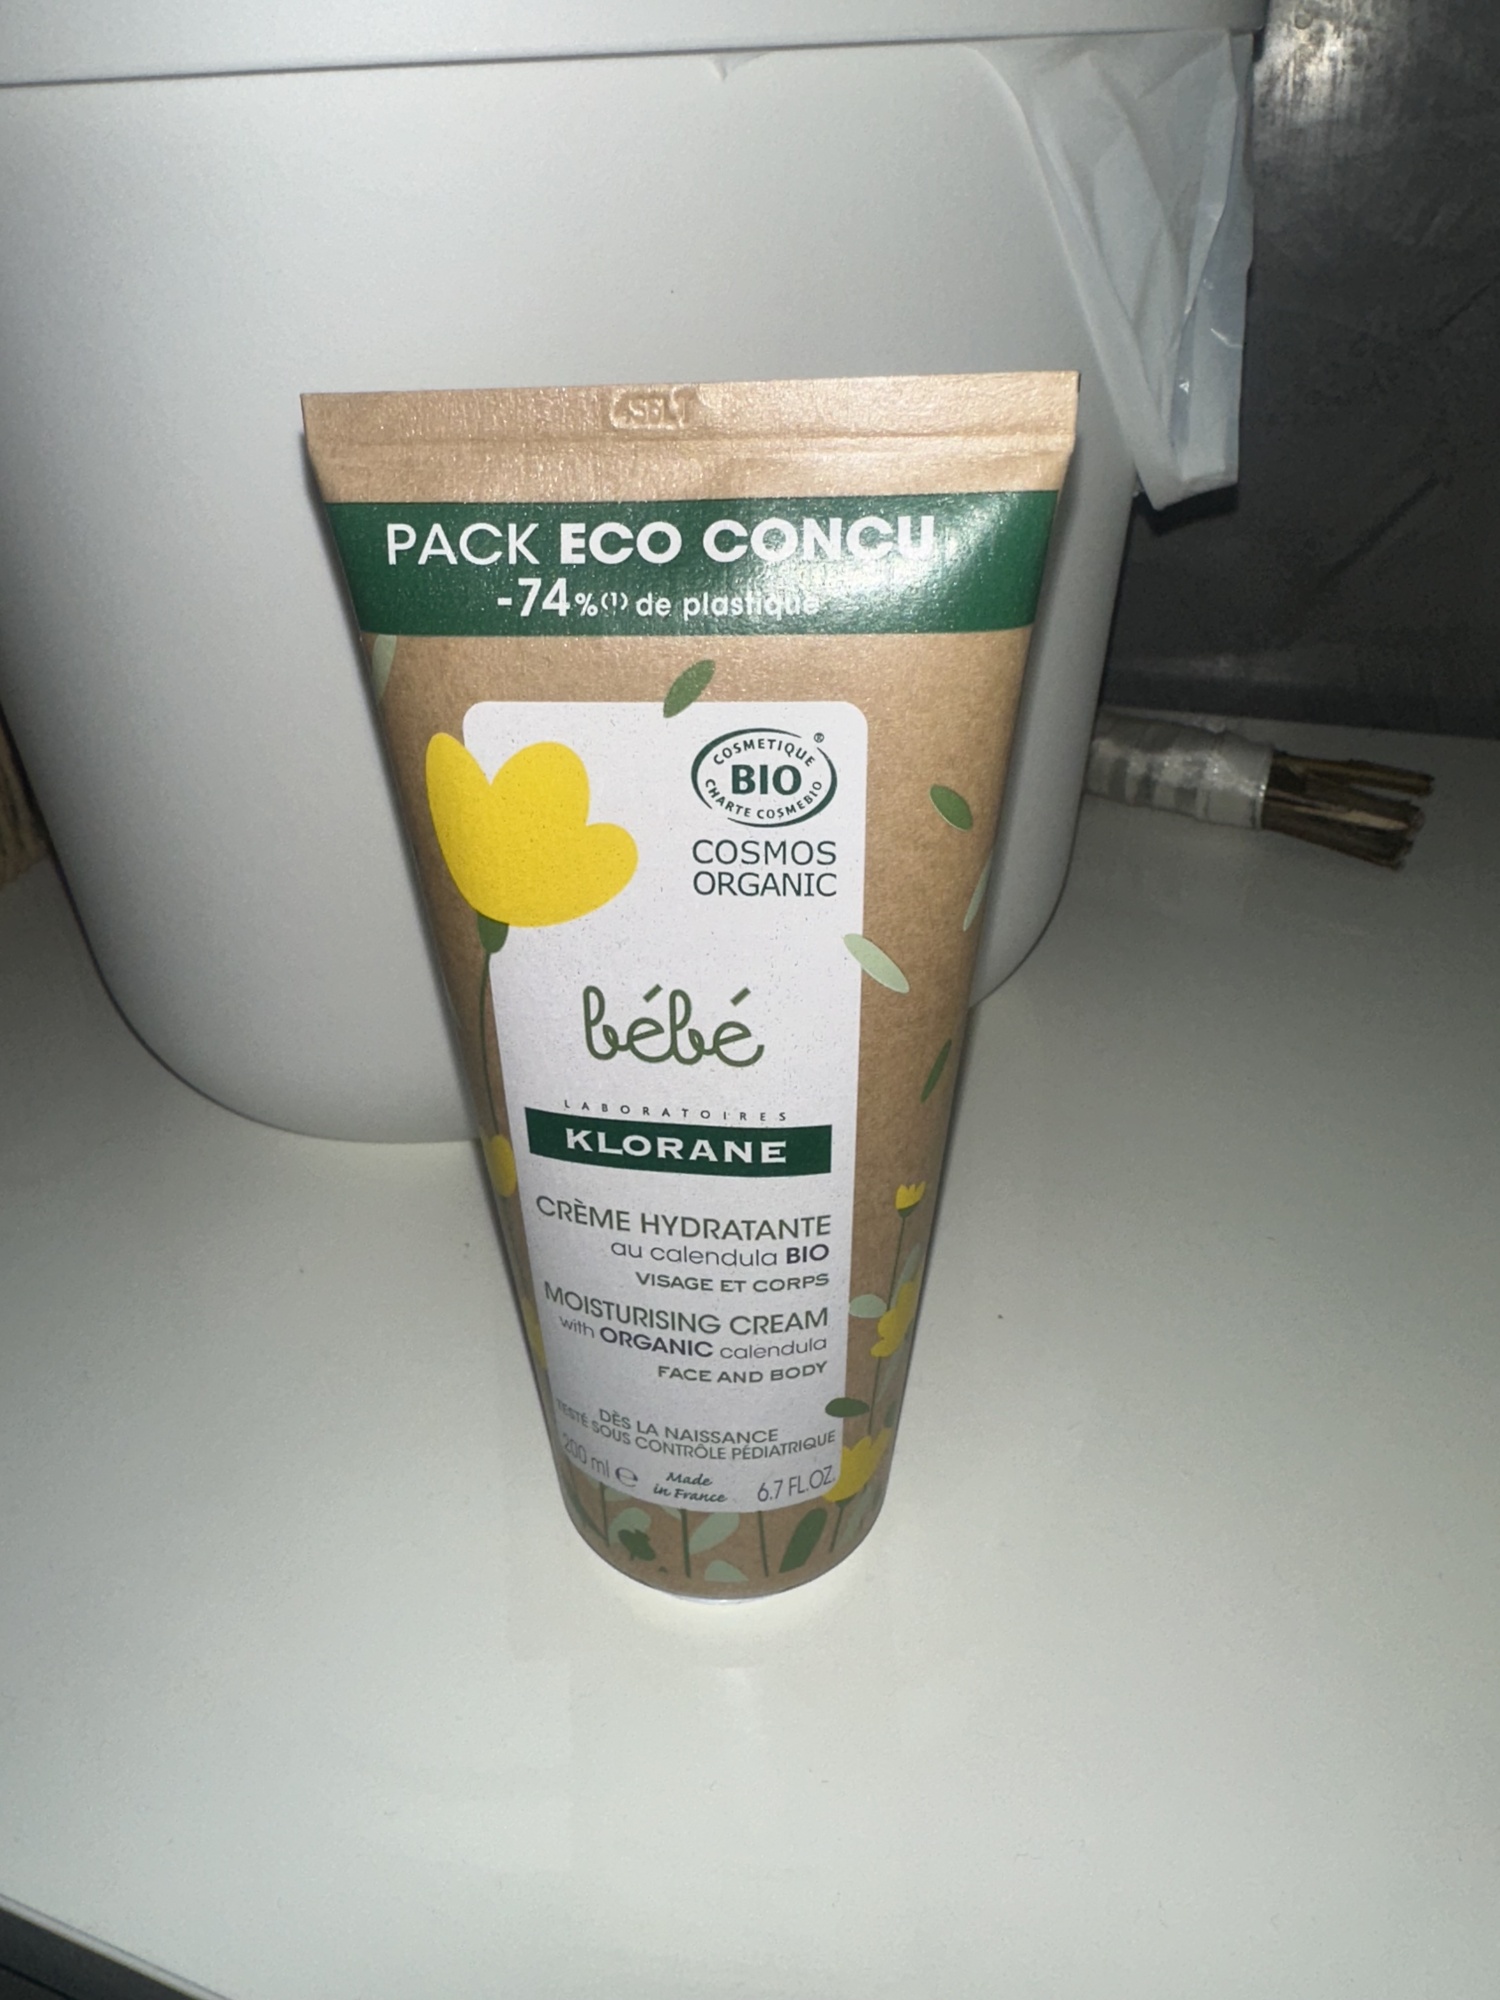 PACK ECO CONÇU
-74%(1) de plastique
COSMETIQUE ®
BIO
CHARTE COSMEBIO
COSMOS
ORGANIC
bébé
LABORATOIRES
KLORANE
CRÈME HYDRATANTE
au calendula BIO
VISAGE ET CORPS
MOISTURISING CREAM
with ORGANIC calendula
FACE AND BODY
DÈS LA NAISSANCE
TESTÉ SOUS CONTRÔLE PÉDIATRIQUE
200 ml ℮ Made in France 6.7 FL.OZ.